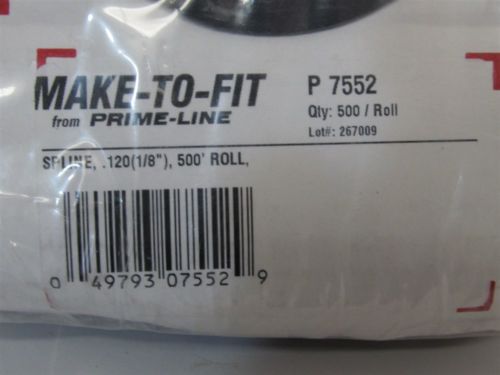 MAKE-TO-FIT
from PRIME-LINE
P 7552
Qty: 500 / Roll
Lot#: 267009
SPLINE, .120(1/8"), 500' ROLL,
0 49793 07552 9